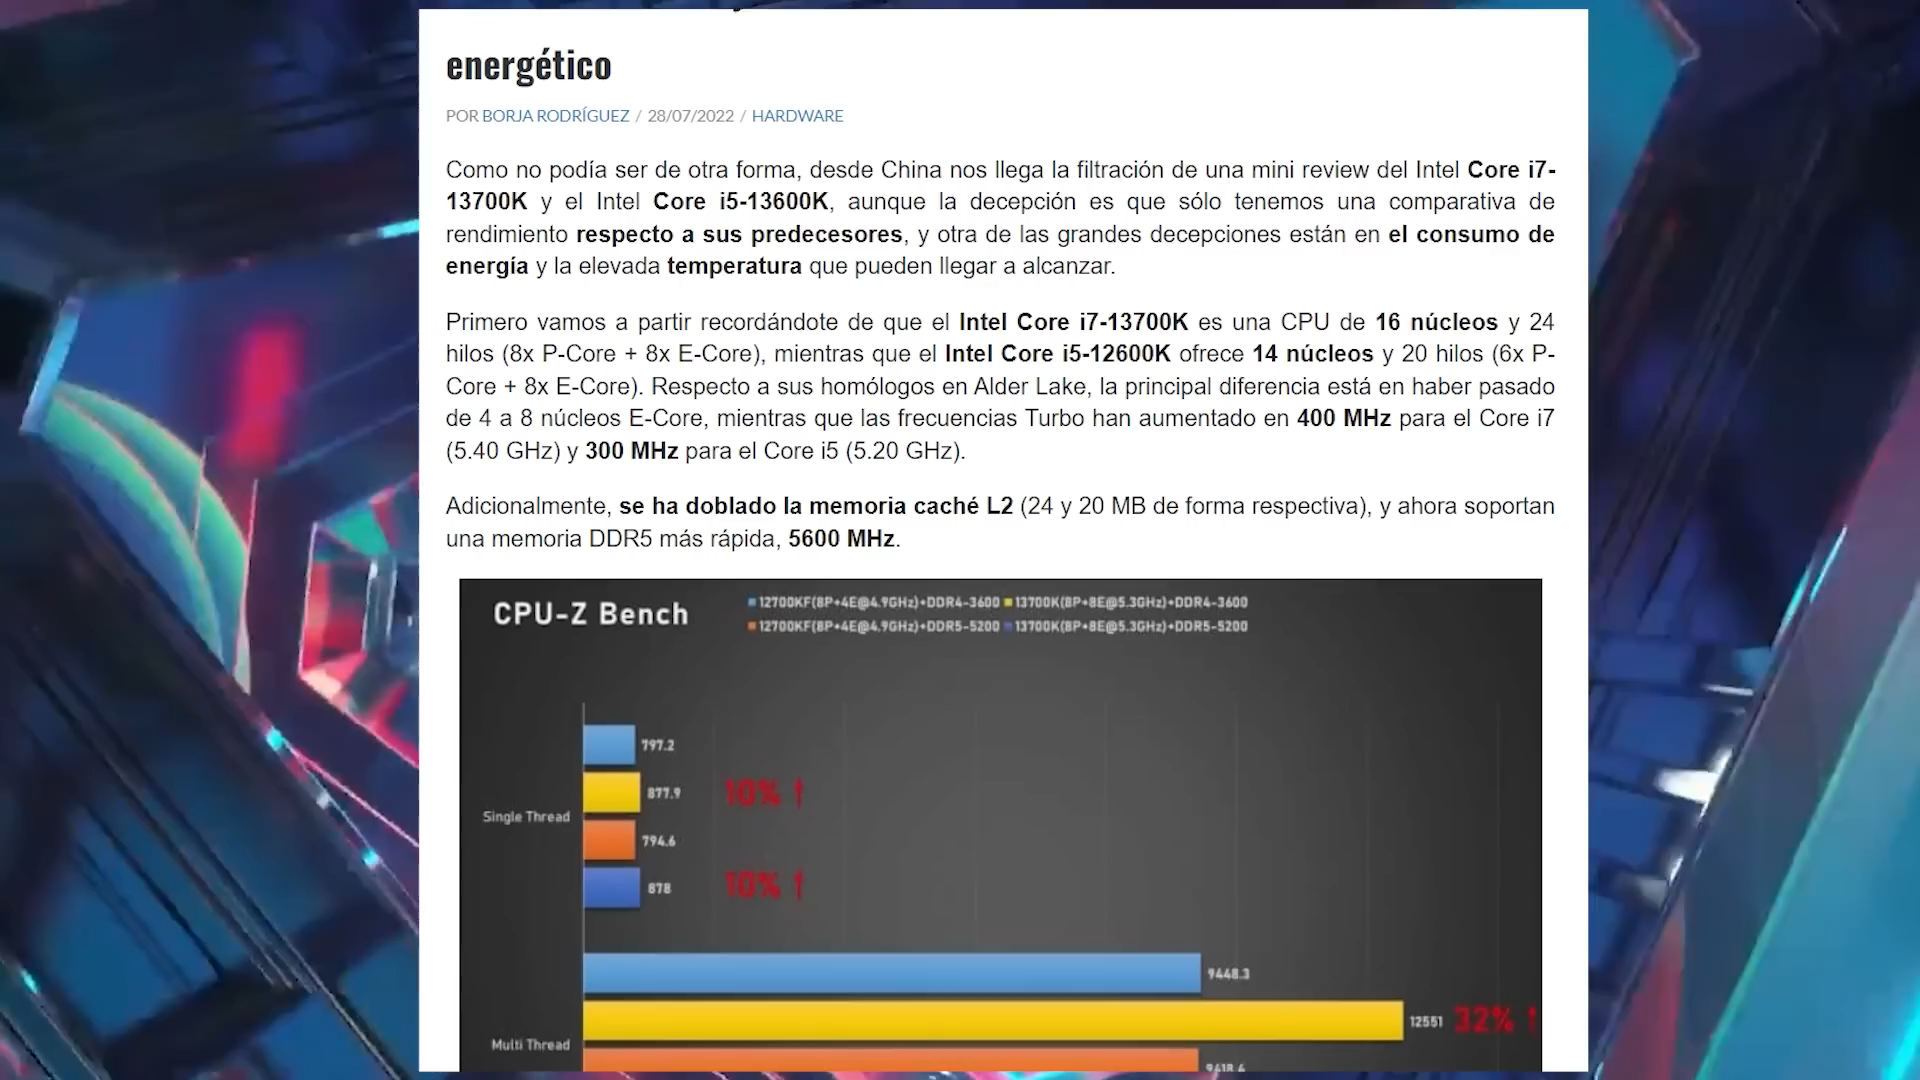 energético
POR BORJA RODRÍGUEZ / 28/07/2022 / HARDWARE
Como no podía ser de otra forma, desde China nos llega la filtración de una mini review del Intel Core i7-
13700K y el Intel Core i5-13600K, aunque la decepción es que sólo tenemos una comparativa de
rendimiento respecto a sus predecesores, y otra de las grandes decepciones están en el consumo de
energía y la elevada temperatura que pueden llegar a alcanzar.
Primero vamos a partir recordándote de que el Intel Core i7-13700K es una CPU de 16 núcleos y 24
hilos (8x P-Core + 8x E-Core), mientras que el Intel Core i5-12600K ofrece 14 núcleos y 20 hilos (6x P-
Core + 8x E-Core). Respecto a sus homólogos en Alder Lake, la principal diferencia está en haber pasado
de 4 a 8 núcleos E-Core, mientras que las frecuencias Turbo han aumentado en 400 MHz para el Core i7
(5.40 GHz) y 300 MHz para el Core i5 (5.20 GHz).
Adicionalmente, se ha doblado la memoria caché L2 (24 y 20 MB de forma respectiva), y ahora soportan
una memoria DDR5 más rápida, 5600 MHz.
CPU-Z Bench
12700KF(8P+4E@4.9GHz)+DDR4-3600 13700K(8P+8E@5.3GHz)+DDR4-3600
12700KF(8P+4E@4.9GHz)+DDR5-5200 13700K(8P+8E@5.3GHz)+DDR5-5200
797.2
877.9 10% ↑
Single Thread
794.6
878 10% ↑
9448.3
12551 32% ↑
Multi Thread
9418.4